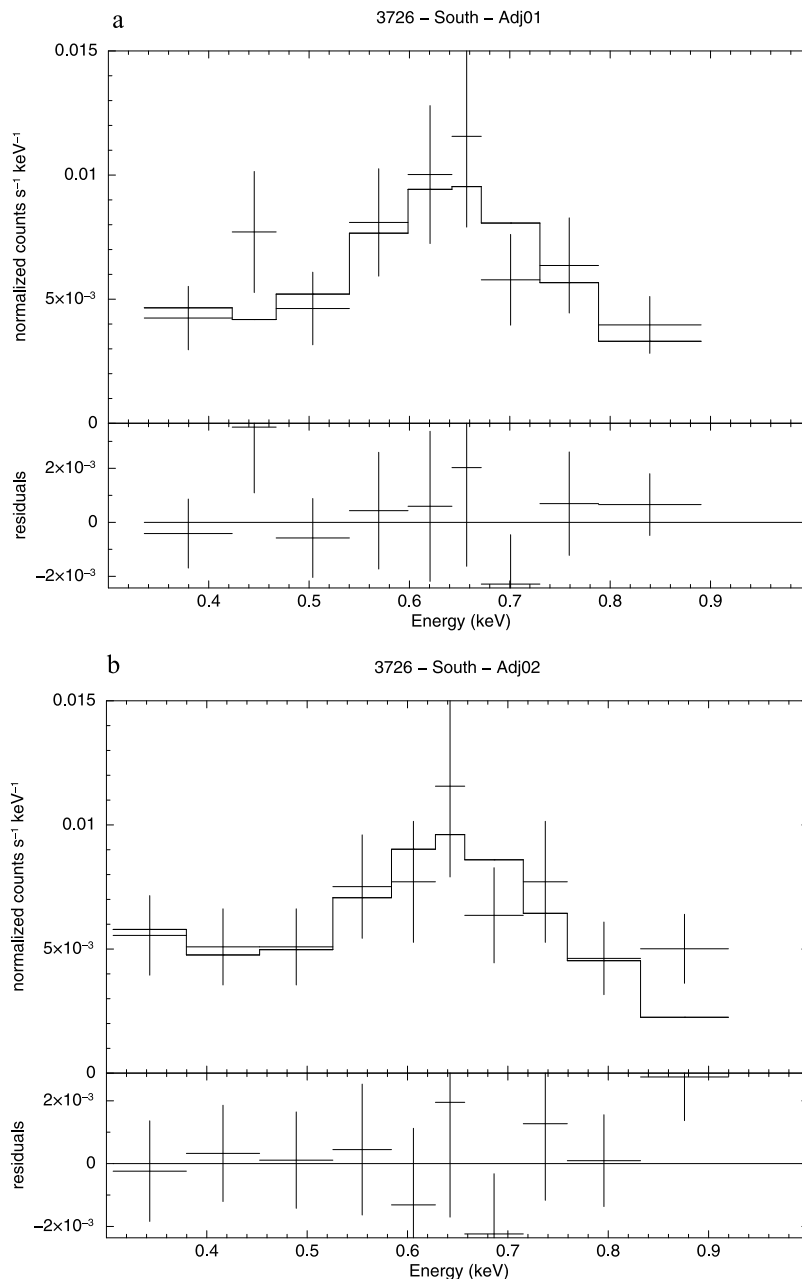 a
3726 − South − Adj01
0.015
0.01
5×10⁻³
0
normalized counts s⁻¹ keV⁻¹
2×10⁻³
0
−2×10⁻³
residuals
0.4 0.5 0.6 0.7 0.8 0.9
Energy (keV)
b
3726 − South − Adj02
0.015
0.01
5×10⁻³
0
normalized counts s⁻¹ keV⁻¹
2×10⁻³
0
−2×10⁻³
residuals
0.4 0.5 0.6 0.7 0.8 0.9
Energy (keV)